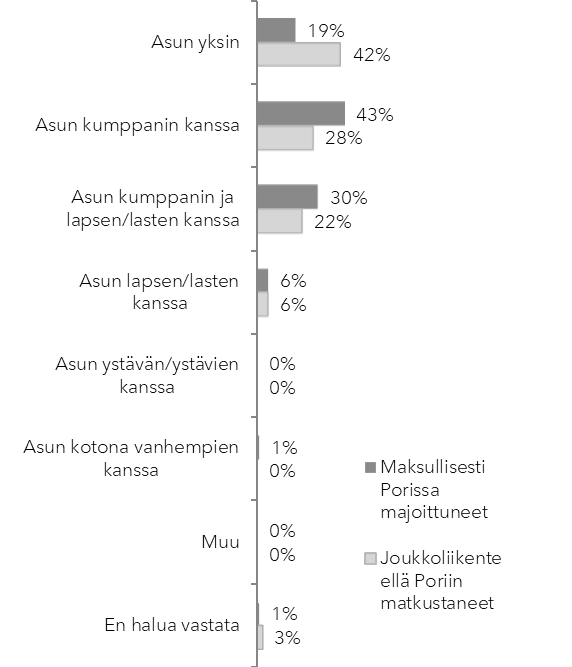 Asun yksin
19%
42%
Asun kumppanin kanssa
43%
28%
Asun kumppanin ja
lapsen/lasten kanssa
30%
22%
Asun lapsen/lasten
kanssa
6%
6%
Asun ystävän/ystävien
kanssa
0%
0%
Asun kotona vanhempien
kanssa
1%
0%
Muu
0%
0%
En halua vastata
1%
3%
Maksullisesti
Porissa
majoittuneet
Joukkoliikente
ellä Poriin
matkustaneet